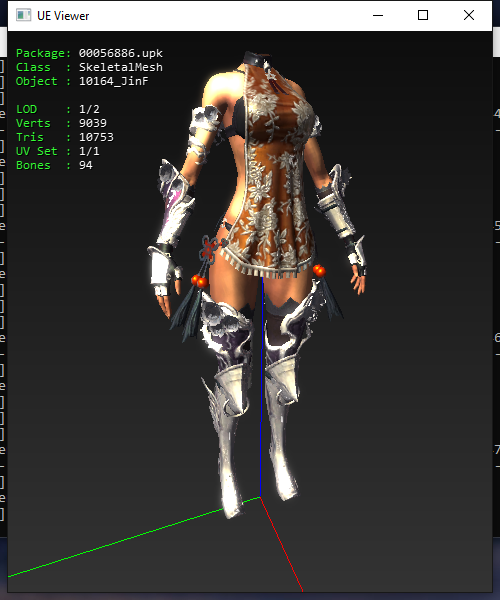 UE Viewer
Package: 00056886.upk
Class : SkeletalMesh
Object : 10164_JinF
LOD : 1/2
Verts : 9039
Tris : 10753
UV Set : 1/1
Bones : 94